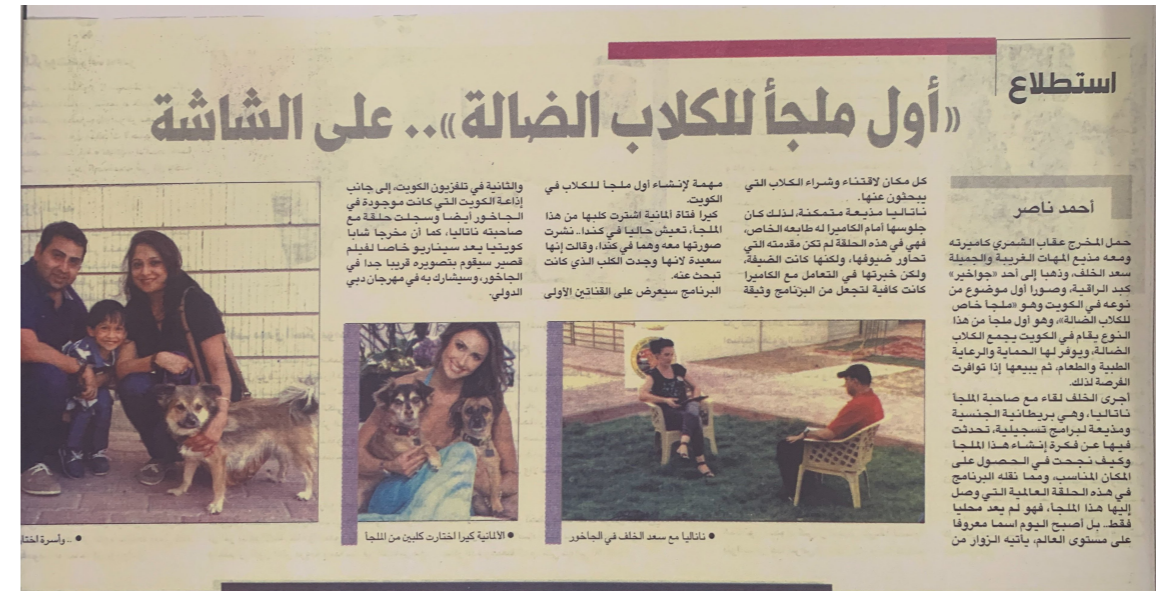 استطلاع
«أول ملجأ للكلاب الضالة».. على الشاشة
أحمد ناصر
حمل المخرج عقاب الشمري كاميرته
ومعه مذيع المهات الغريبة والجميلة
سعد الخلف، وذهبا إلى أحد «جواخير»
كبد الراقية، وصورا أول موضوع من
نوعه في الكويت وهو «ملجأ خاص
للكلاب الضالة»، وهو أول ملجأ من هذا
النوع يقام في الكويت يجمع الكلاب
الضالة، ويوفر لها الحماية والرعاية
الطبية والطعام، ثم يبيعها إذا توافرت
الفرصة لذلك.
أجرى الخلف لقاء مع صاحبة الملجأ
ناتاليا، وهي بريطانية الجنسية
ومذيعة لبرامج تسجيلية، تحدثت
فيها عن فكرة إنشاء هذا الملجأ
وكيف نجحت في الحصول على
المكان المناسب، ومما نقله البرنامج
في هذه الحلقة العالمية التي وصل
إليها هذا الملجأ، فهو لم يعد محليا
فقط.. بل أصبح اليوم اسما معروفا
على مستوى العالم، يأتيه الزوار من
كل مكان لاقتناء وشراء الكلاب التي
يبحثون عنها.
ناتاليا مذيعة متمكنة، لذلك كان
جلوسها أمام الكاميرا له طابعه الخاص،
فهي في هذه الحلقة لم تكن مقدمته التي
تحاور ضيوفها، ولكنها كانت الضيفة،
ولكن خبرتها في التعامل مع الكاميرا
كانت كافية لتجعل من البرنامج وثيقة
مهمة لإنشاء أول ملجأ للكلاب في
الكويت.
كيرا فتاة ألمانية اشترت كلبها من هذا
الملجأ، تعيش حاليا في كندا.. نشرت
صورتها معه وهما في كندا، وقالت إنها
سعيدة لانها وجدت الكلب الذي كانت
تبحث عنه.
البرنامج سيعرض على القناتين الأولى
والثانية في تلفزيون الكويت، إلى جانب
إذاعة الكويت التي كانت موجودة في
الجاخور أيضا وسجلت حلقة مع
صاحبته ناتاليا، كما أن مخرجا شابا
كويتيا يعد سيناريو خاصا لفيلم
قصير سيقوم بتصويره قريبا جدا في
الجاخور، وسيشارك به في مهرجان دبي
الدولي.
● ناتاليا مع سعد الخلف في الجاخور
● الألمانية كيرا اختارت كلبين من الملجأ
● .. وأسرة اختا